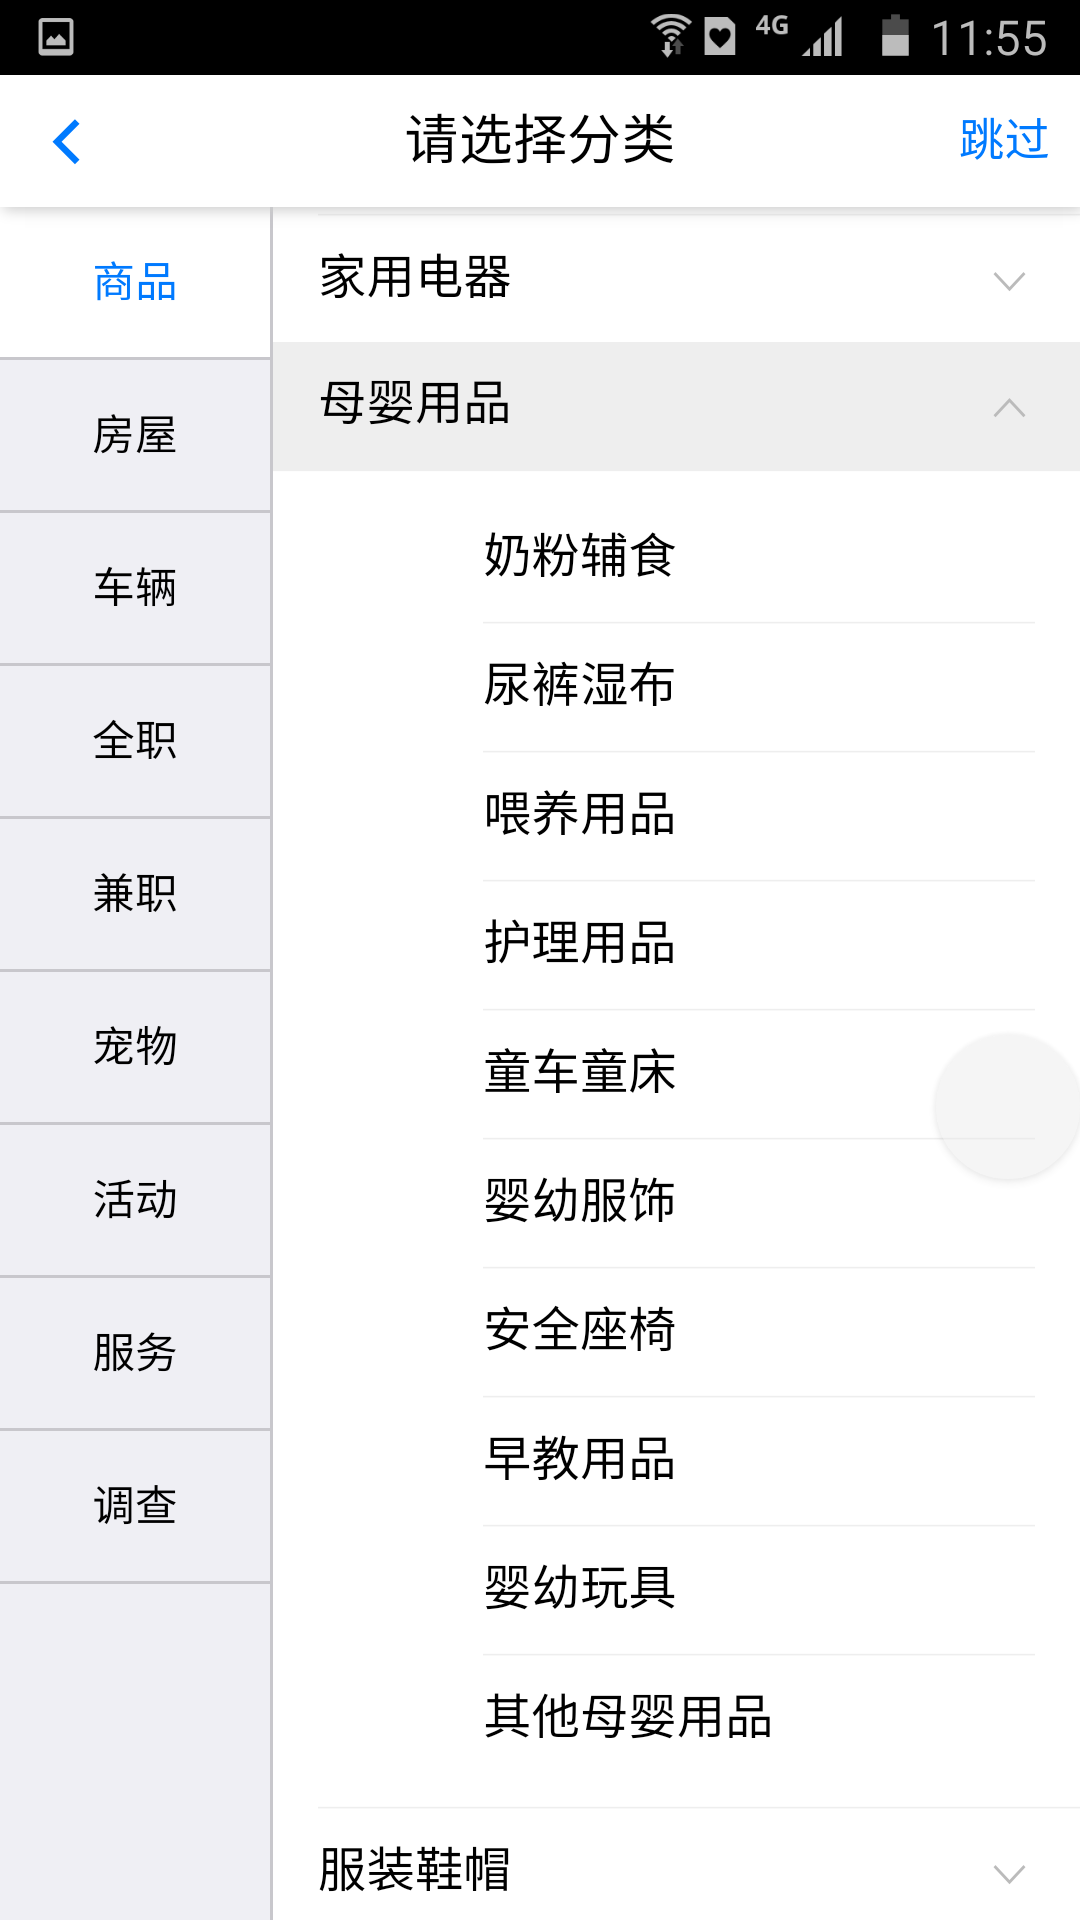 4G 11:55
请选择分类
跳过
商品
房屋
车辆
全职
兼职
宠物
活动
服务
调查
家用电器
母婴用品
奶粉辅食
尿裤湿布
喂养用品
护理用品
童车童床
婴幼服饰
安全座椅
早教用品
婴幼玩具
其他母婴用品
服装鞋帽